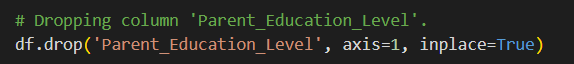 # Dropping column 'Parent_Education_Level'.
df.drop('Parent_Education_Level', axis=1, inplace=True)